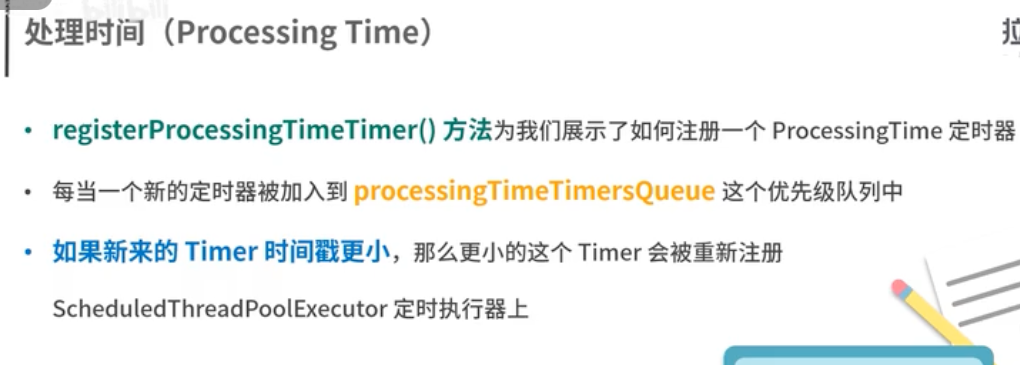 处理时间（Processing Time）
拉
• registerProcessingTimeTimer() 方法为我们展示了如何注册一个 ProcessingTime 定时器
• 每当一个新的定时器被加入到 processingTimeTimersQueue 这个优先级队列中
• 如果新来的 Timer 时间戳更小，那么更小的这个 Timer 会被重新注册
ScheduledThreadPoolExecutor 定时执行器上